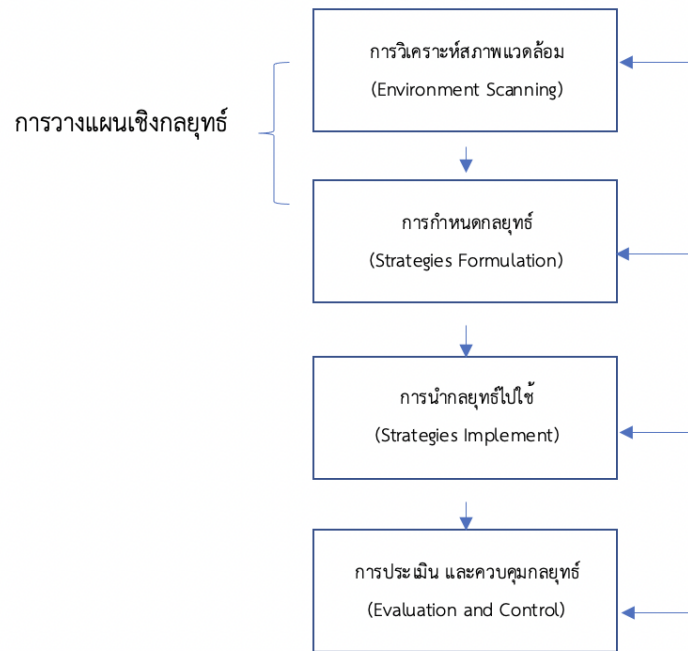 การวิเคราะห์สภาพแวดล้อม
(Environment Scanning)
การวางแผนเชิงกลยุทธ์
การกำหนดกลยุทธ์
(Strategies Formulation)
การนำกลยุทธ์ไปใช้
(Strategies Implement)
การประเมิน และควบคุมกลยุทธ์
(Evaluation and Control)